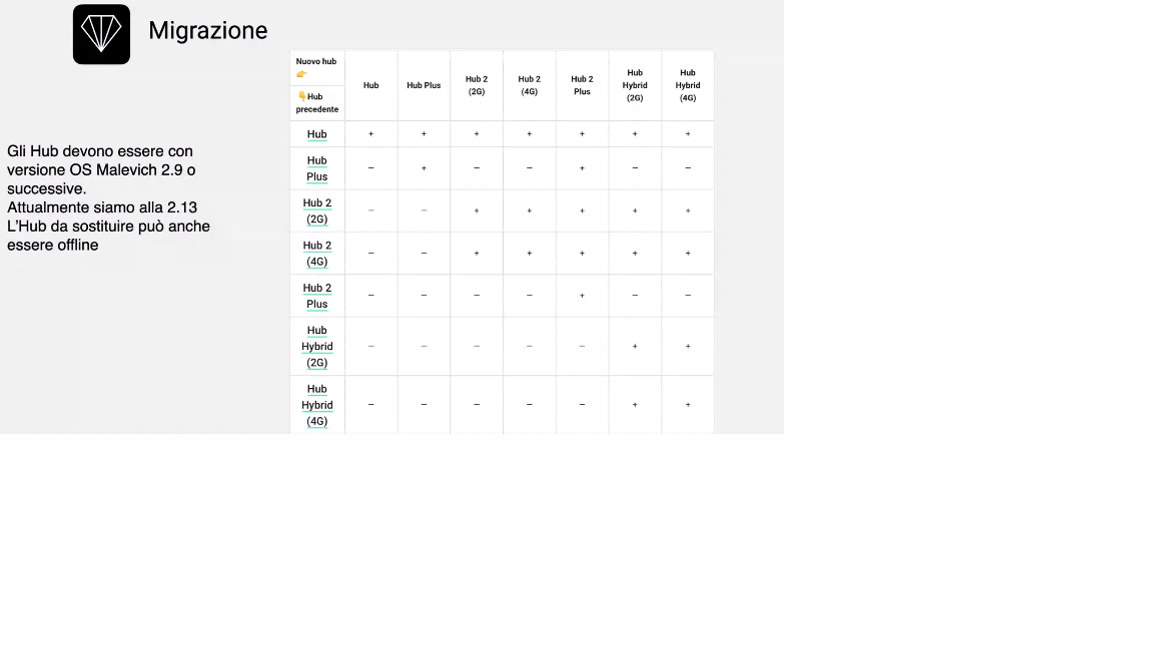 Migrazione
Gli Hub devono essere con
versione OS Malevich 2.9 o
successive.
Attualmente siamo alla 2.13
L’Hub da sostituire può anche
essere offline
Nuovo hub 👉
👇Hub precedente
Hub
Hub Plus
Hub 2 (2G)
Hub 2 (4G)
Hub 2 Plus
Hub Hybrid (2G)
Hub Hybrid (4G)
Hub + + + + + + +
Hub Plus – + – – + – –
Hub 2 (2G) – – + + + + +
Hub 2 (4G) – – + + + + +
Hub 2 Plus – – – – + – –
Hub Hybrid (2G) – – – – – + +
Hub Hybrid (4G) – – – – – + +